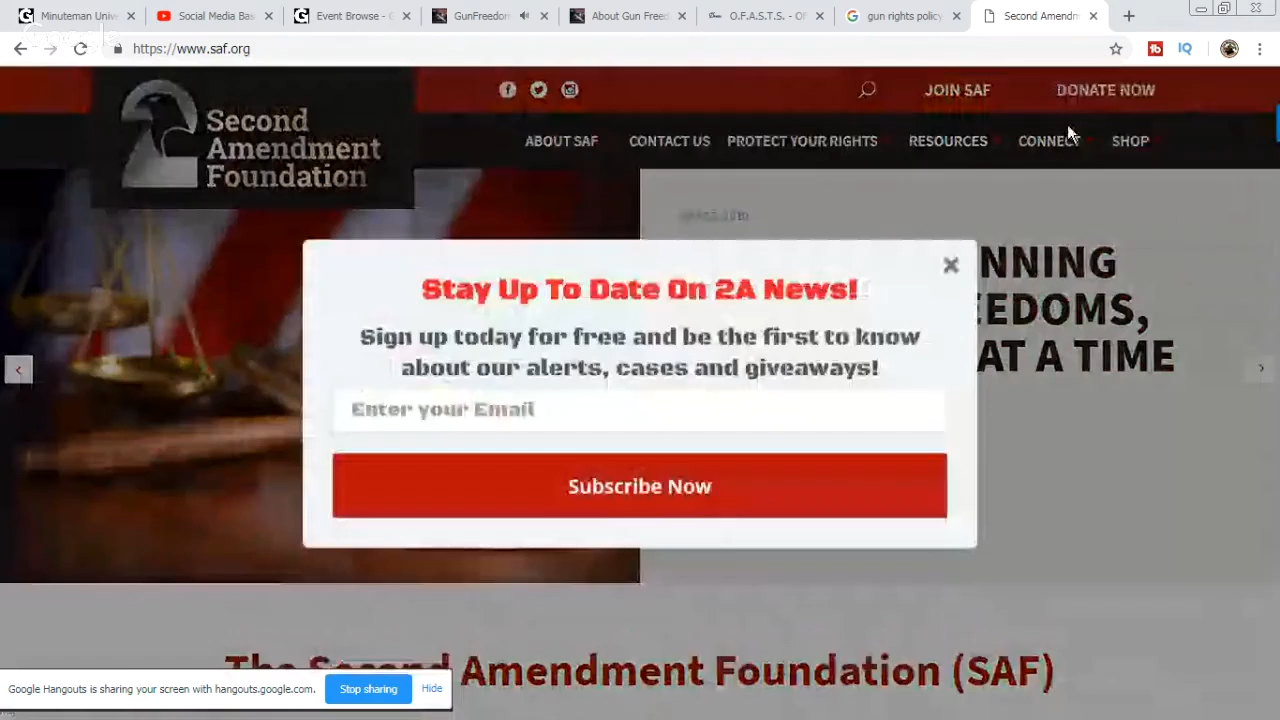 Minuteman Univ
Social Media Bas
Event Browse - G
GunFreedom
About Gun Freed
O.F.A.S.T.S. - Of
gun rights policy
Second Amendm
https://www.saf.org
Second
Amendment
Foundation
JOIN SAF
DONATE NOW
ABOUT SAF
CONTACT US
PROTECT YOUR RIGHTS
RESOURCES
CONNECT
SHOP
NNING
EEDOMS,
AT A TIME
Stay Up To Date On 2A News!
Sign up today for free and be the first to know
about our alerts, cases and giveaways!
Enter your Email
Subscribe Now
The Second Amendment Foundation (SAF)
Google Hangouts is sharing your screen with hangouts.google.com.
Stop sharing
Hide